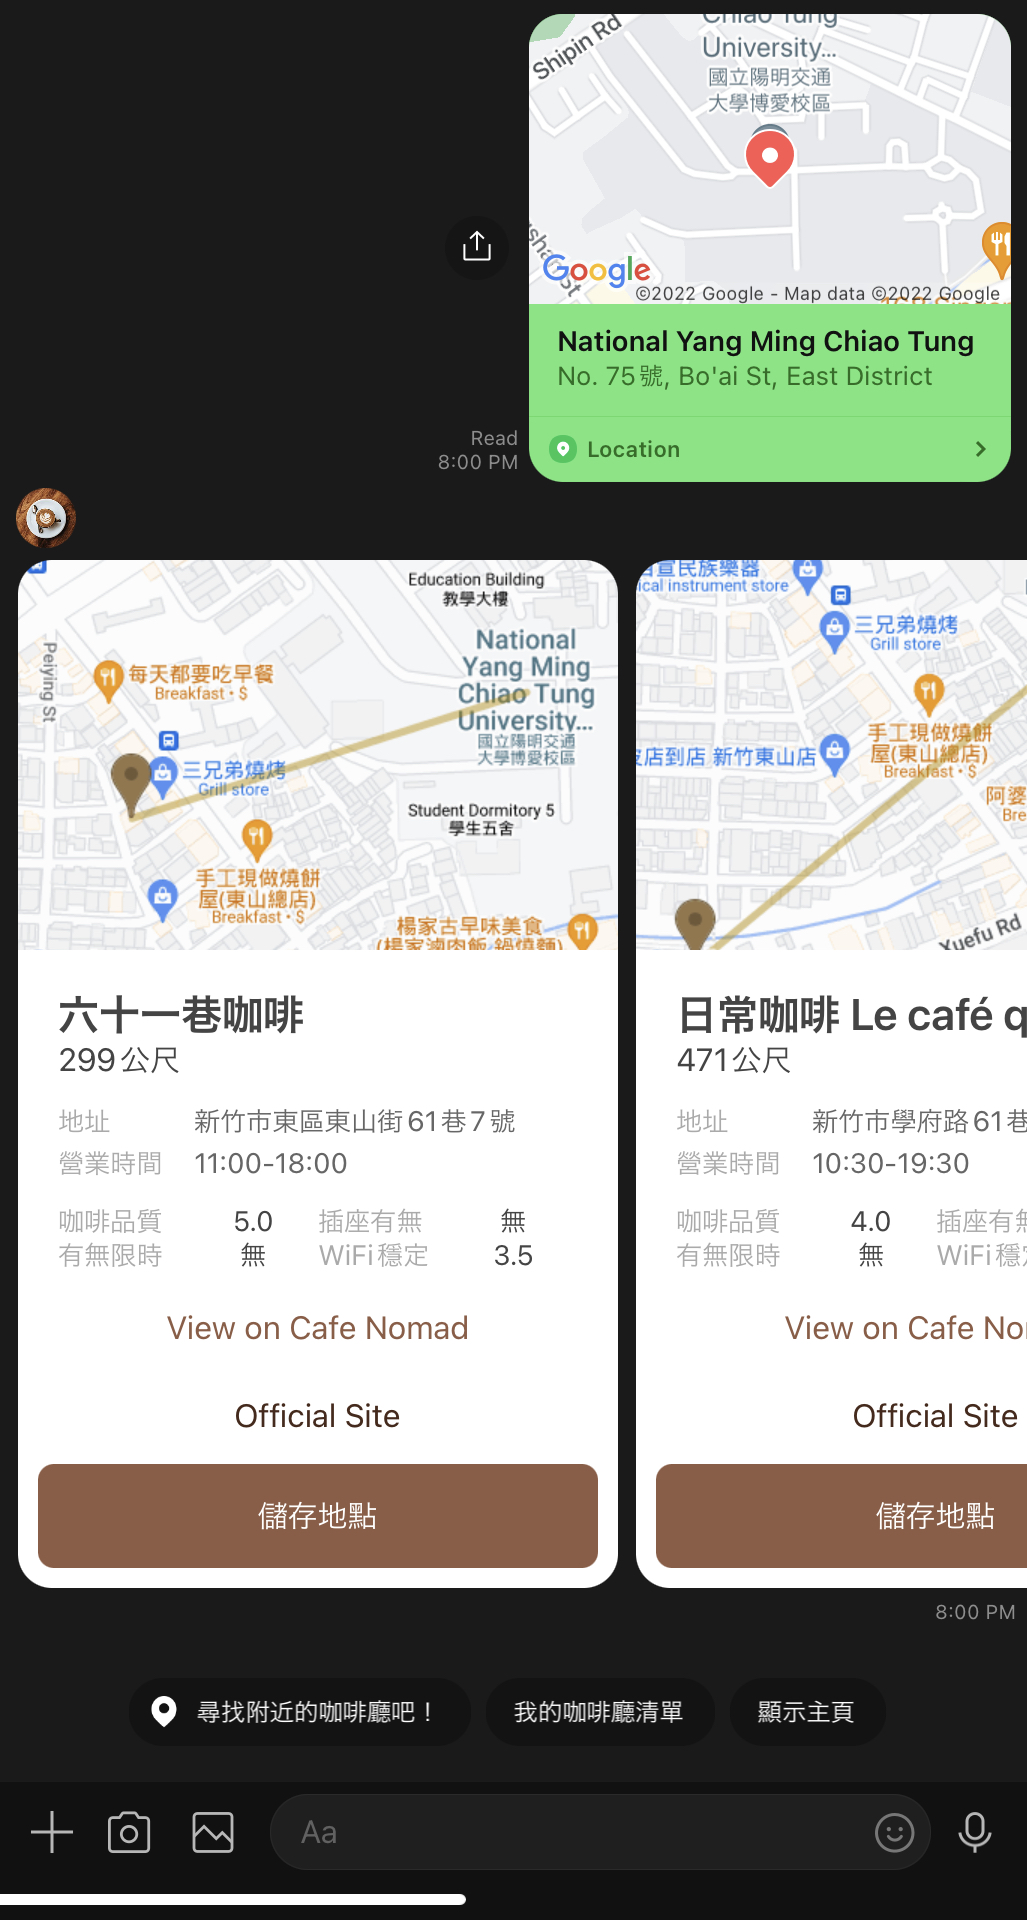 Chiao Tung
University...
國立陽明交通
大學博愛校區
Shipin Rd
Google
©2022 Google - Map data ©2022 Google
National Yang Ming Chiao Tung
No. 75號, Bo'ai St, East District
Location
Read
8:00 PM
Education Building
教學大樓
National
Yang Ming
Chiao Tung
University...
國立陽明交通
大學博愛校區
Peiying St
每天都要吃早餐
Breakfast · $
三兄弟燒烤
Grill store
Student Dormitory 5
學生五舍
手工現做燒餅
屋(東山總店)
Breakfast · $
楊家古早味美食
(楊家滷肉飯 鍋燒麵)
六十一巷咖啡
299公尺
地址 新竹市東區東山街61巷7號
營業時間 11:00-18:00
咖啡品質 5.0 插座有無 無
有無限時 無 WiFi穩定 3.5
View on Cafe Nomad
Official Site
儲存地點
宣民族樂器
ical instrument store
三兄弟燒烤
Grill store
手工現做燒餅
屋(東山總店)
Breakfast · $
皮店到店 新竹東山店
阿婆
Bre
Xuefu Rd
日常咖啡 Le café q
471公尺
地址 新竹市學府路61巷
營業時間 10:30-19:30
咖啡品質 4.0 插座有無
有無限時 無 WiFi穩定
View on Cafe No
Official Site
儲存地點
8:00 PM
尋找附近的咖啡廳吧！
我的咖啡廳清單
顯示主頁
Aa